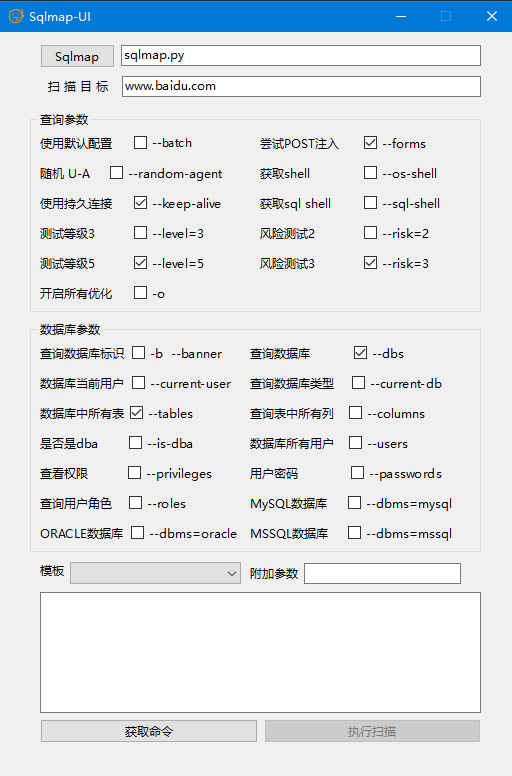 Sqlmap-UI
Sqlmap sqlmap.py
扫描目标 www.baidu.com
查询参数
使用默认配置 --batch 尝试POST注入 --forms
随机 U-A --random-agent 获取shell --os-shell
使用持久连接 --keep-alive 获取sql shell --sql-shell
测试等级3 --level=3 风险测试2 --risk=2
测试等级5 --level=5 风险测试3 --risk=3
开启所有优化 -o
数据库参数
查询数据库标识 -b --banner 查询数据库 --dbs
数据库当前用户 --current-user 查询数据库类型 --current-db
数据库中所有表 --tables 查询表中所有列 --columns
是否是dba --is-dba 数据库所有用户 --users
查看权限 --privileges 用户密码 --passwords
查询用户角色 --roles MySQL数据库 --dbms=mysql
ORACLE数据库 --dbms=oracle MSSQL数据库 --dbms=mssql
模板 附加参数
获取命令 执行扫描